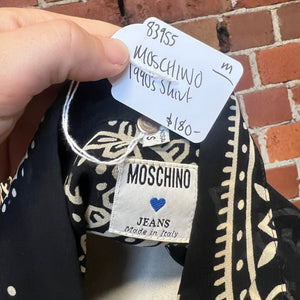 83955
MOSCHINO
1990s Shirt
m
$180-
MOSCHINO
JEANS
Made in Italy